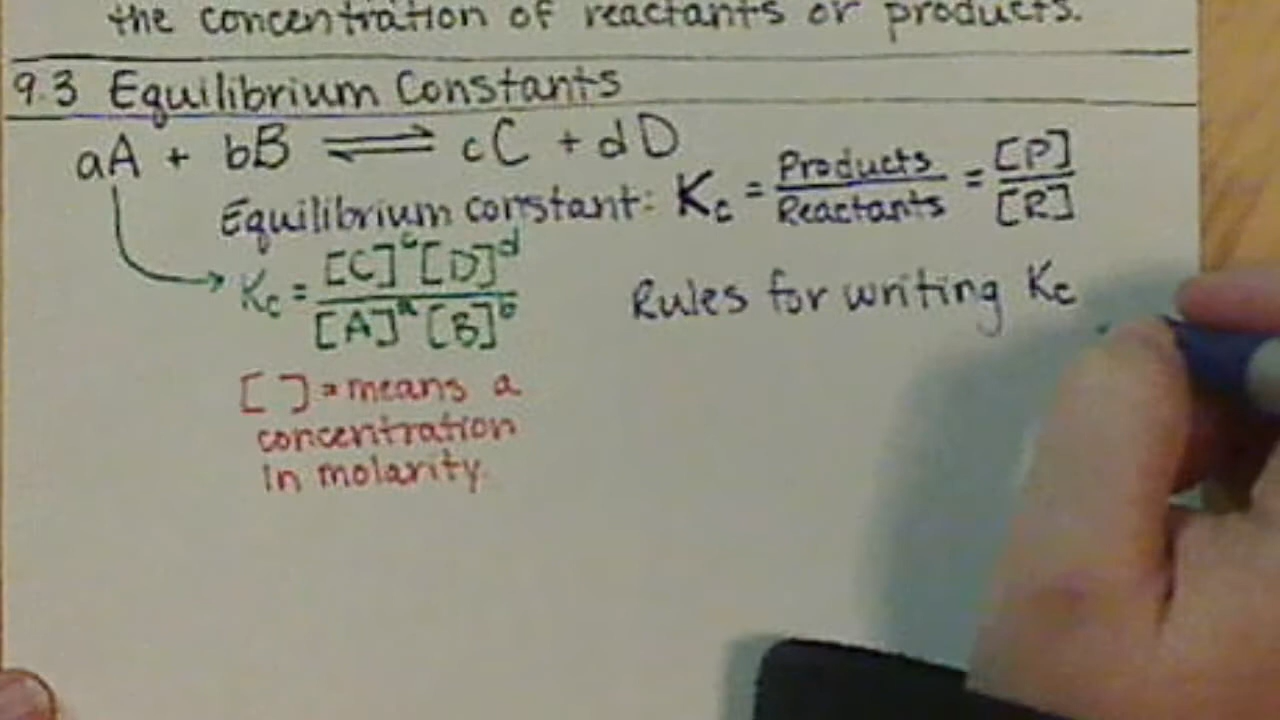 the concentration of reactants or products.
9.3 Equilibrium Constants
aA + bB ⇌ cC + dD
Equilibrium constant: Kc = Products/Reactants = [P]/[R]
Kc = [C]^c [D]^d / [A]^a [B]^b
Rules for writing Kc
[ ] = means a
concentration
in molarity.